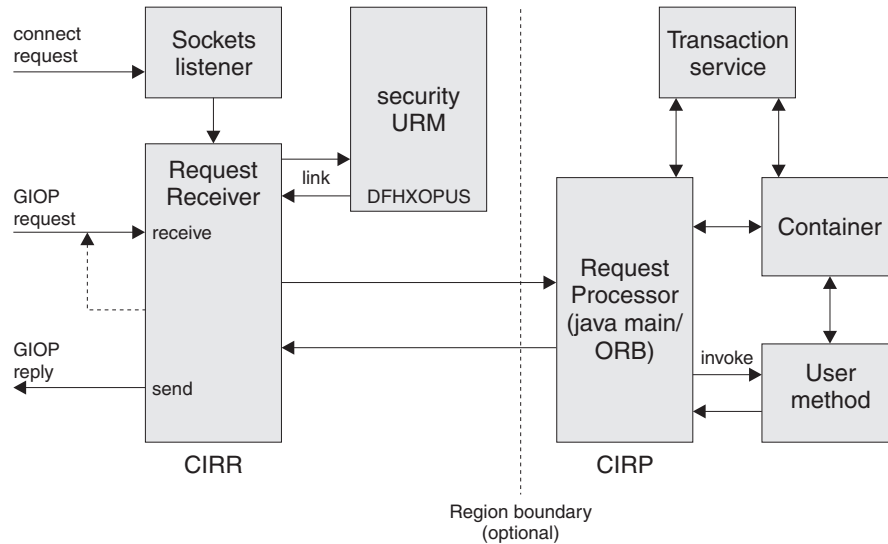 connect
request
Sockets
listener
security
URM
Transaction
service
Request
Receiver
link
DFHXOPUS
GIOP
request
receive
Container
Request
Processor
(java main/
ORB)
GIOP
reply
send
invoke
User
method
CIRR
CIRP
Region boundary
(optional)